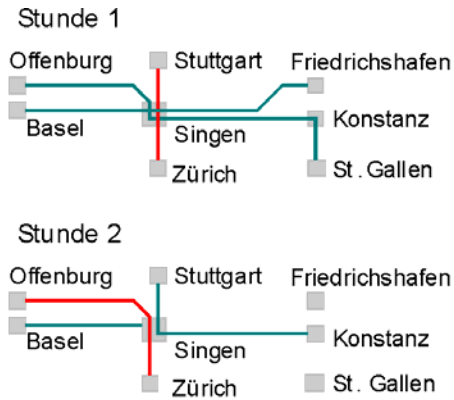 Stunde 1
Offenburg Stuttgart Friedrichshafen
Basel Singen Konstanz
Zürich St. Gallen
Stunde 2
Offenburg Stuttgart Friedrichshafen
Basel Singen Konstanz
Zürich St. Gallen